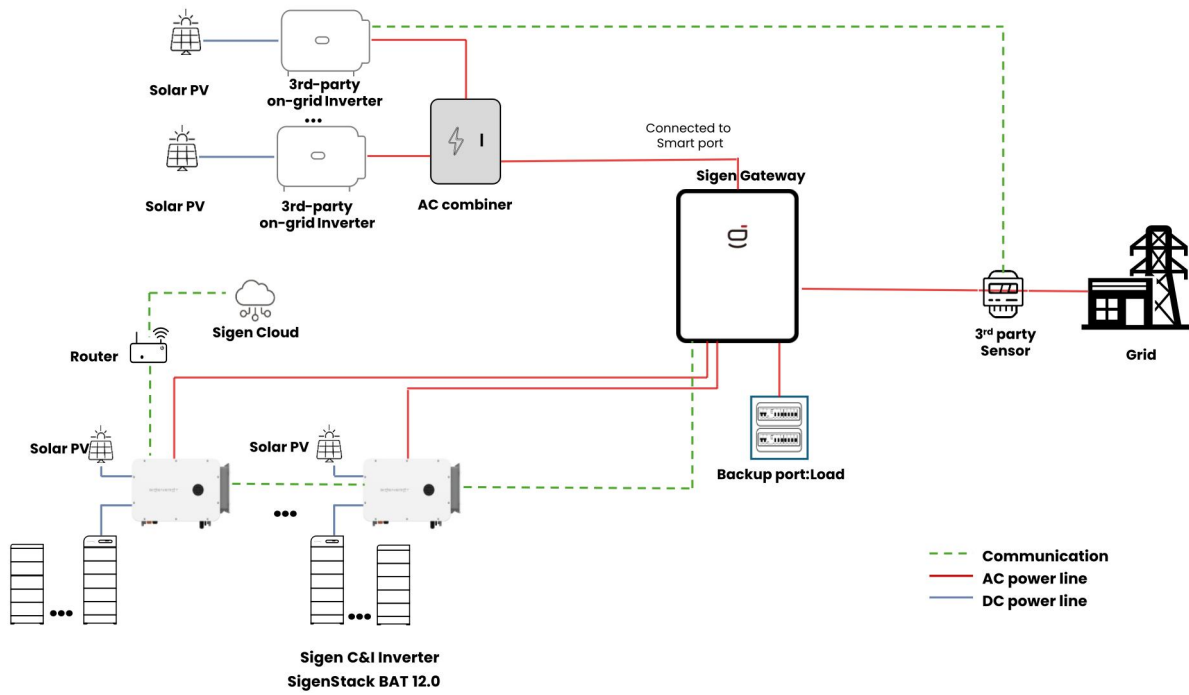 Solar PV
3rd-party
on-grid Inverter
Connected to
Smart port
Sigen Gateway
Solar PV
3rd-party
on-grid Inverter
AC combiner
Sigen Cloud
Router
3rd party
Sensor
Grid
Solar PV
Solar PV
Backup port:Load
Communication
AC power line
DC power line
Sigen C&I Inverter
SigenStack BAT 12.0